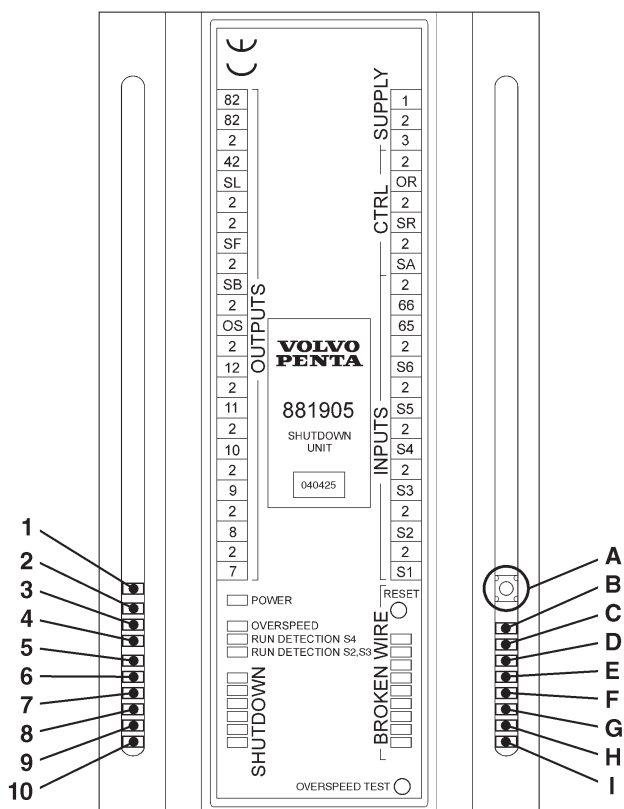 CE
OUTPUTS
82
82
2
42
SL
2
2
SF
2
SB
2
OS
2
12
2
11
2
10
2
9
2
8
2
7
SUPPLY
CTRL
INPUTS
1
2
3
2
OR
2
SR
2
SA
2
66
65
2
S6
2
S5
2
S4
2
S3
2
S2
2
S1
VOLVO
PENTA
881905
SHUTDOWN
UNIT
040425
POWER
OVERSPEED
RUN DETECTION S4
RUN DETECTION S2,S3
SHUTDOWN
RESET
BROKEN WIRE
OVERSPEED TEST
1
2
3
4
5
6
7
8
9
10
A
B
C
D
E
F
G
H
I